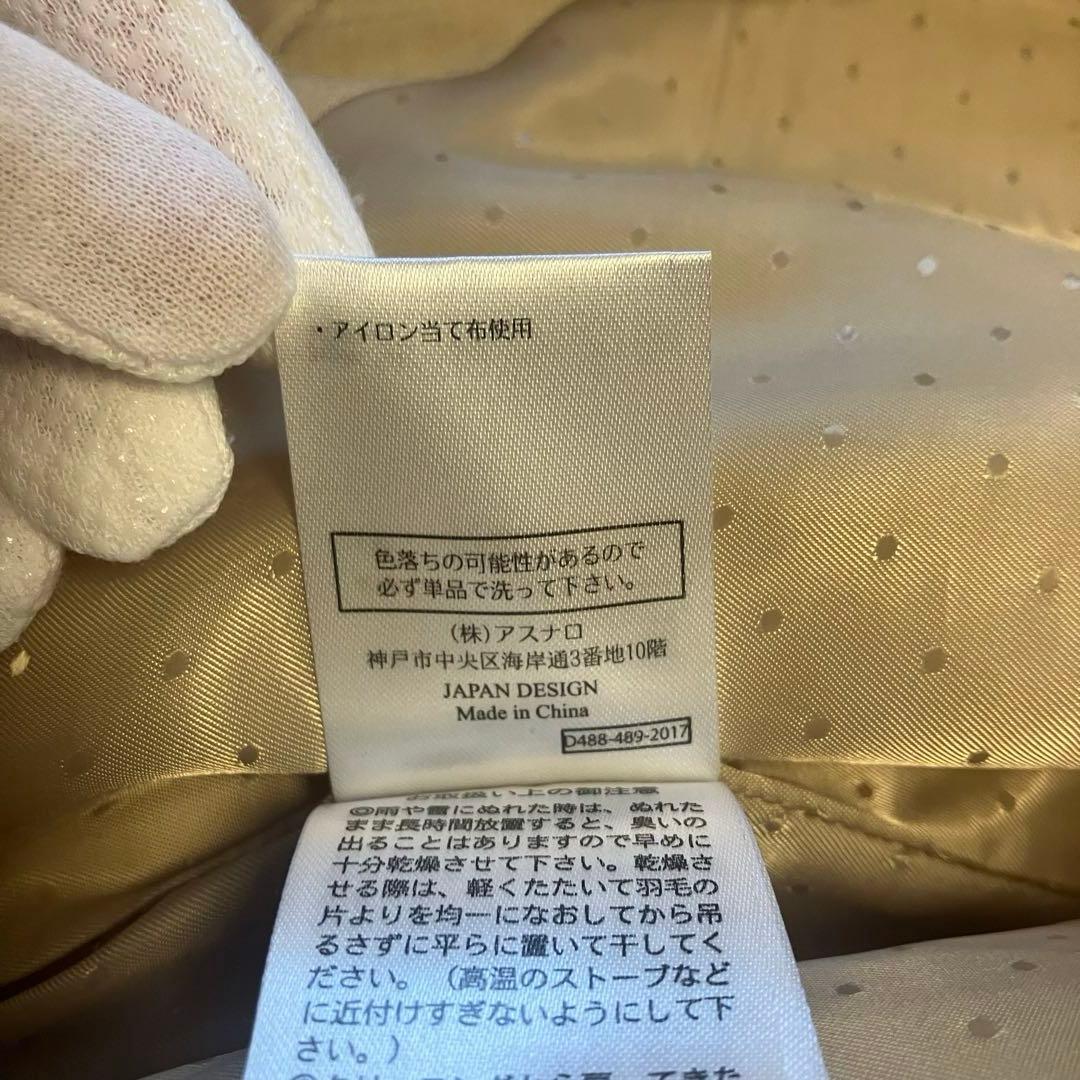 ・アイロン当て布使用
色落ちの可能性があるので
必ず単品で洗って下さい。
(株)アスナロ
神戸市中央区海岸通3番地10階
JAPAN DESIGN
Made in China
D488-489-2017
お取扱い上の御注意
◎雨や雪にぬれた時は、ぬれた
まま長時間放置すると、臭いの
出ることはありますので早めに
十分乾燥させて下さい。乾燥さ
せる際は、軽くたたいて羽毛の
片よりを均一になおしてから吊
るさずに平らに置いて干してく
ださい。（高温のストーブなど
に近付けすぎないようにして下
さい。）